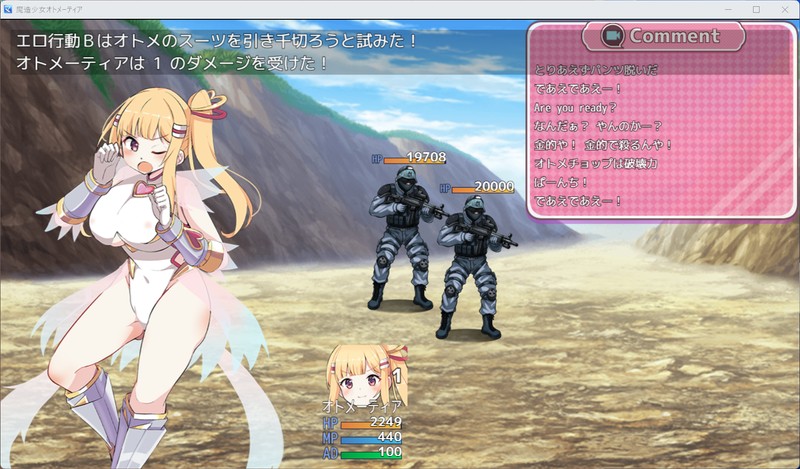 魔造少女オトメーティア
エロ行動Ｂはオトメのスーツを引き千切ろうと試みた！
オトメーティアは 1 のダメージを受けた！
Comment
とりあえずパンツ脱いだ
であえであえー！
Are you ready?
なんだぁ？ やんのかー？
金的や！ 金的で殺るんや！
オトメチョップは破壊力
ばーんち！
であえであえー！
HP 19708
HP 20000
1
オトメーティア
HP 2249
MP 440
AD 100